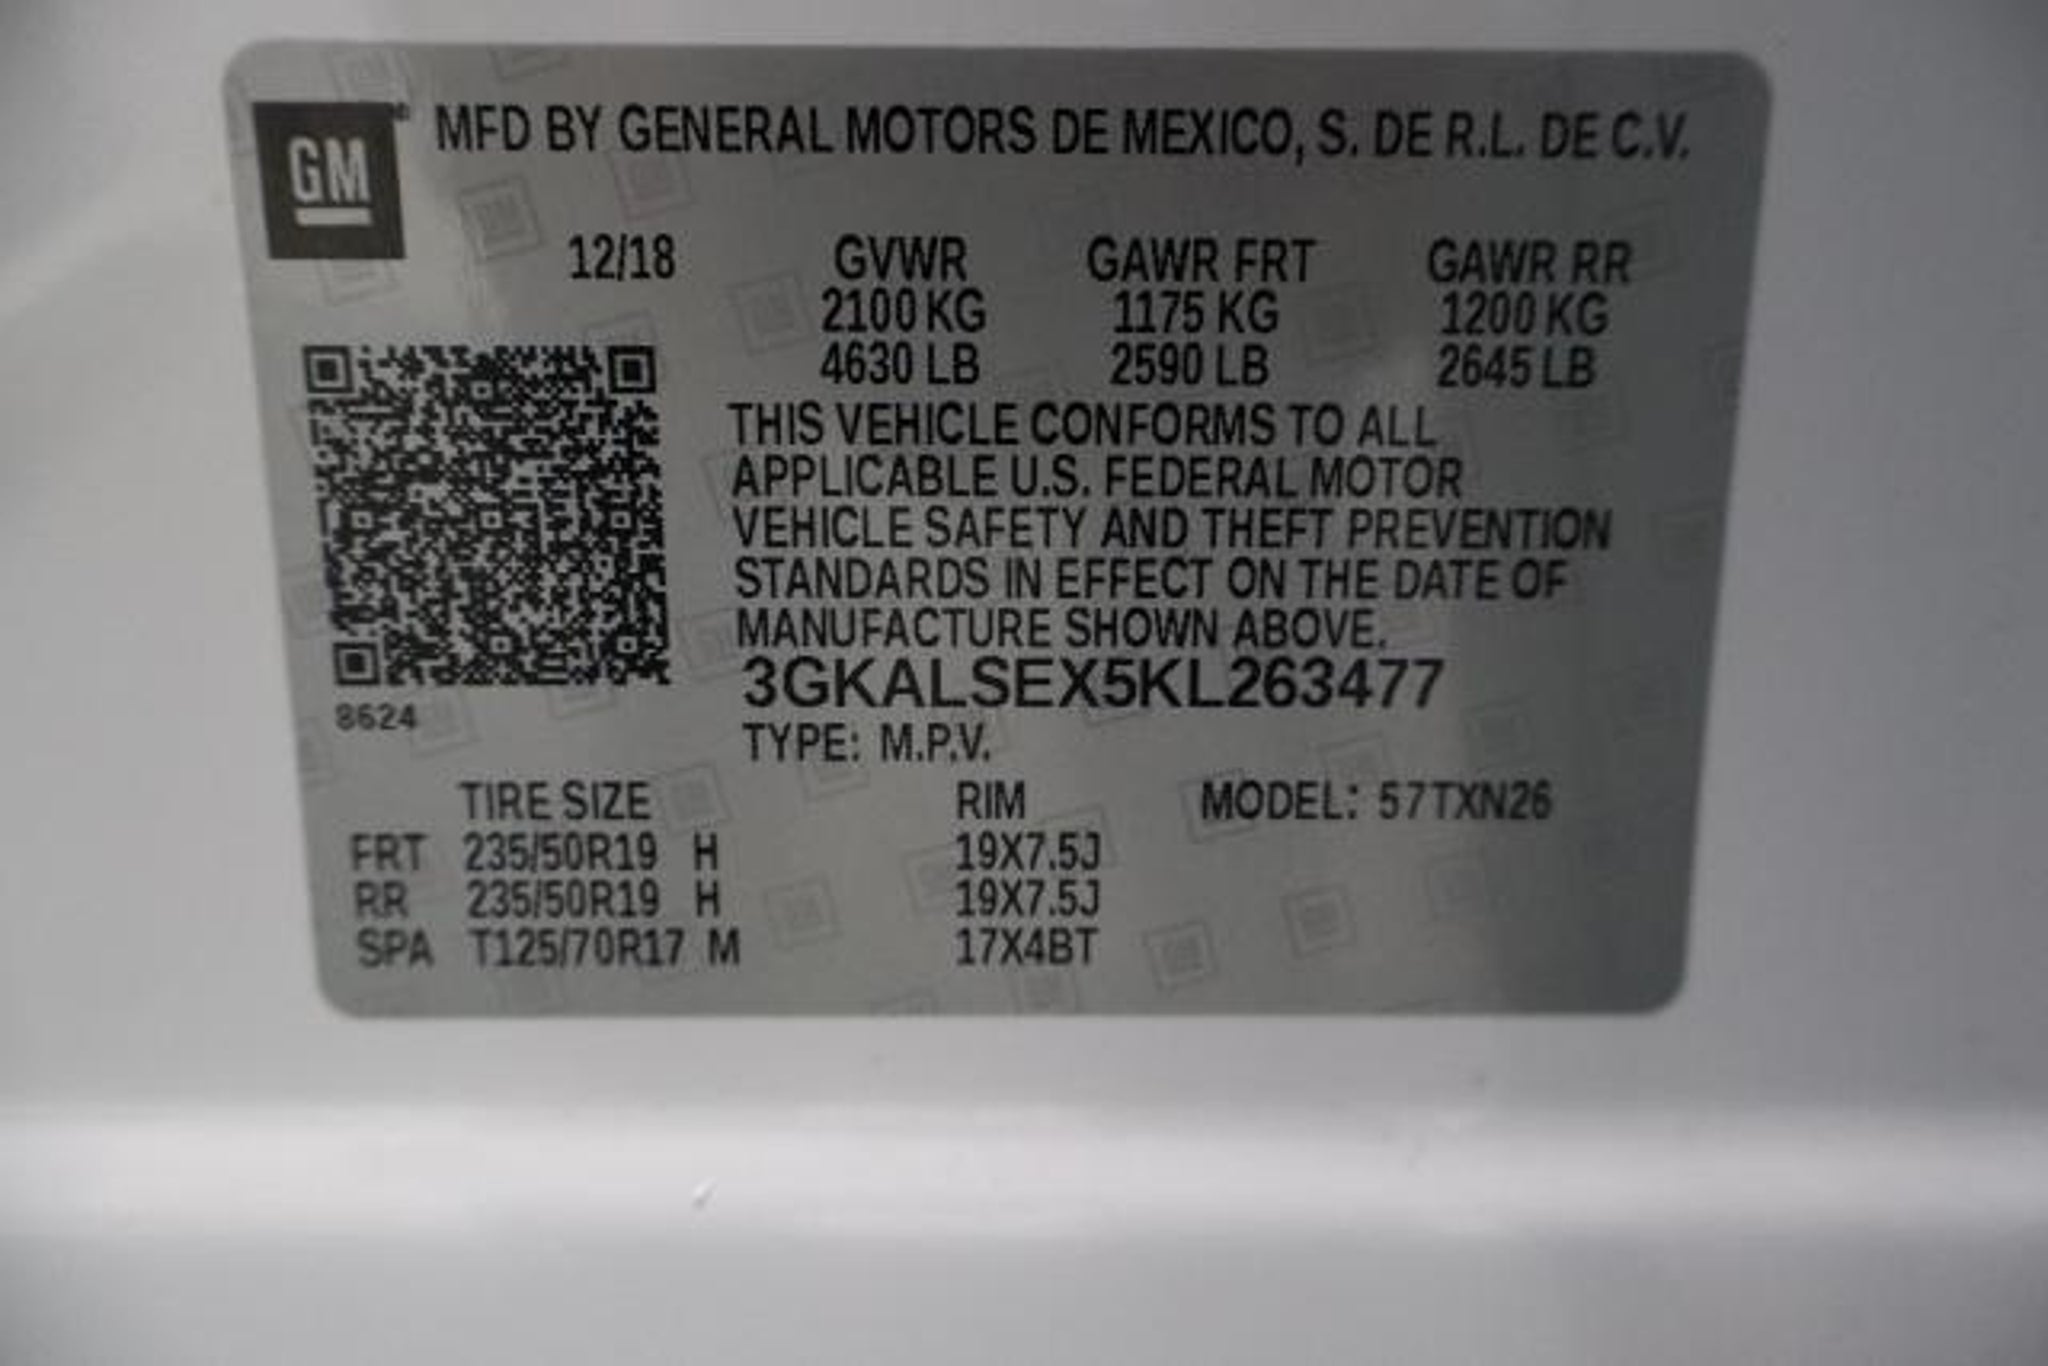 GM
MFD BY GENERAL MOTORS DE MEXICO, S. DE R.L. DE C.V.
12/18 GVWR GAWR FRT GAWR RR
2100 KG 1175 KG 1200 KG
4630 LB 2590 LB 2645 LB
THIS VEHICLE CONFORMS TO ALL
APPLICABLE U.S. FEDERAL MOTOR
VEHICLE SAFETY AND THEFT PREVENTION
STANDARDS IN EFFECT ON THE DATE OF
MANUFACTURE SHOWN ABOVE.
3GKALSEX5KL263477
8624
TYPE: M.P.V.
TIRE SIZE RIM MODEL: 57TXN26
FRT 235/50R19 H 19X7.5J
RR 235/50R19 H 19X7.5J
SPA T125/70R17 M 17X4BT